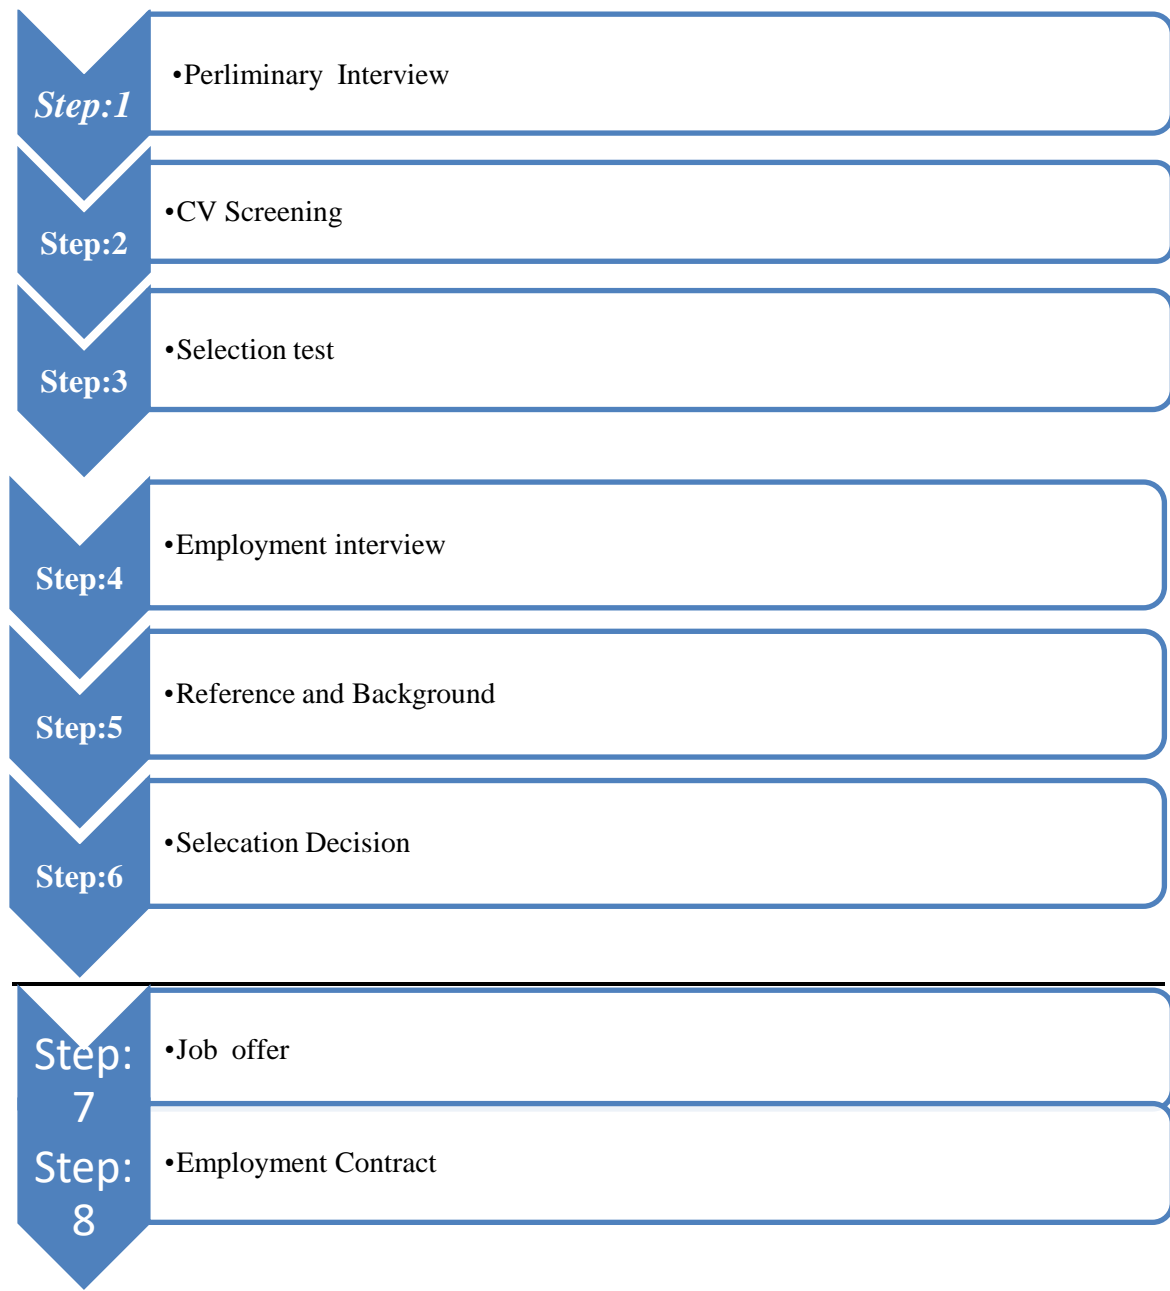 Step:1
•Perliminary  Interview
Step:2
•CV Screening
Step:3
•Selection test
Step:4
•Employment interview
Step:5
•Reference and Background
Step:6
•Selecation Decision
Step:
7
•Job  offer
Step:
8
•Employment Contract